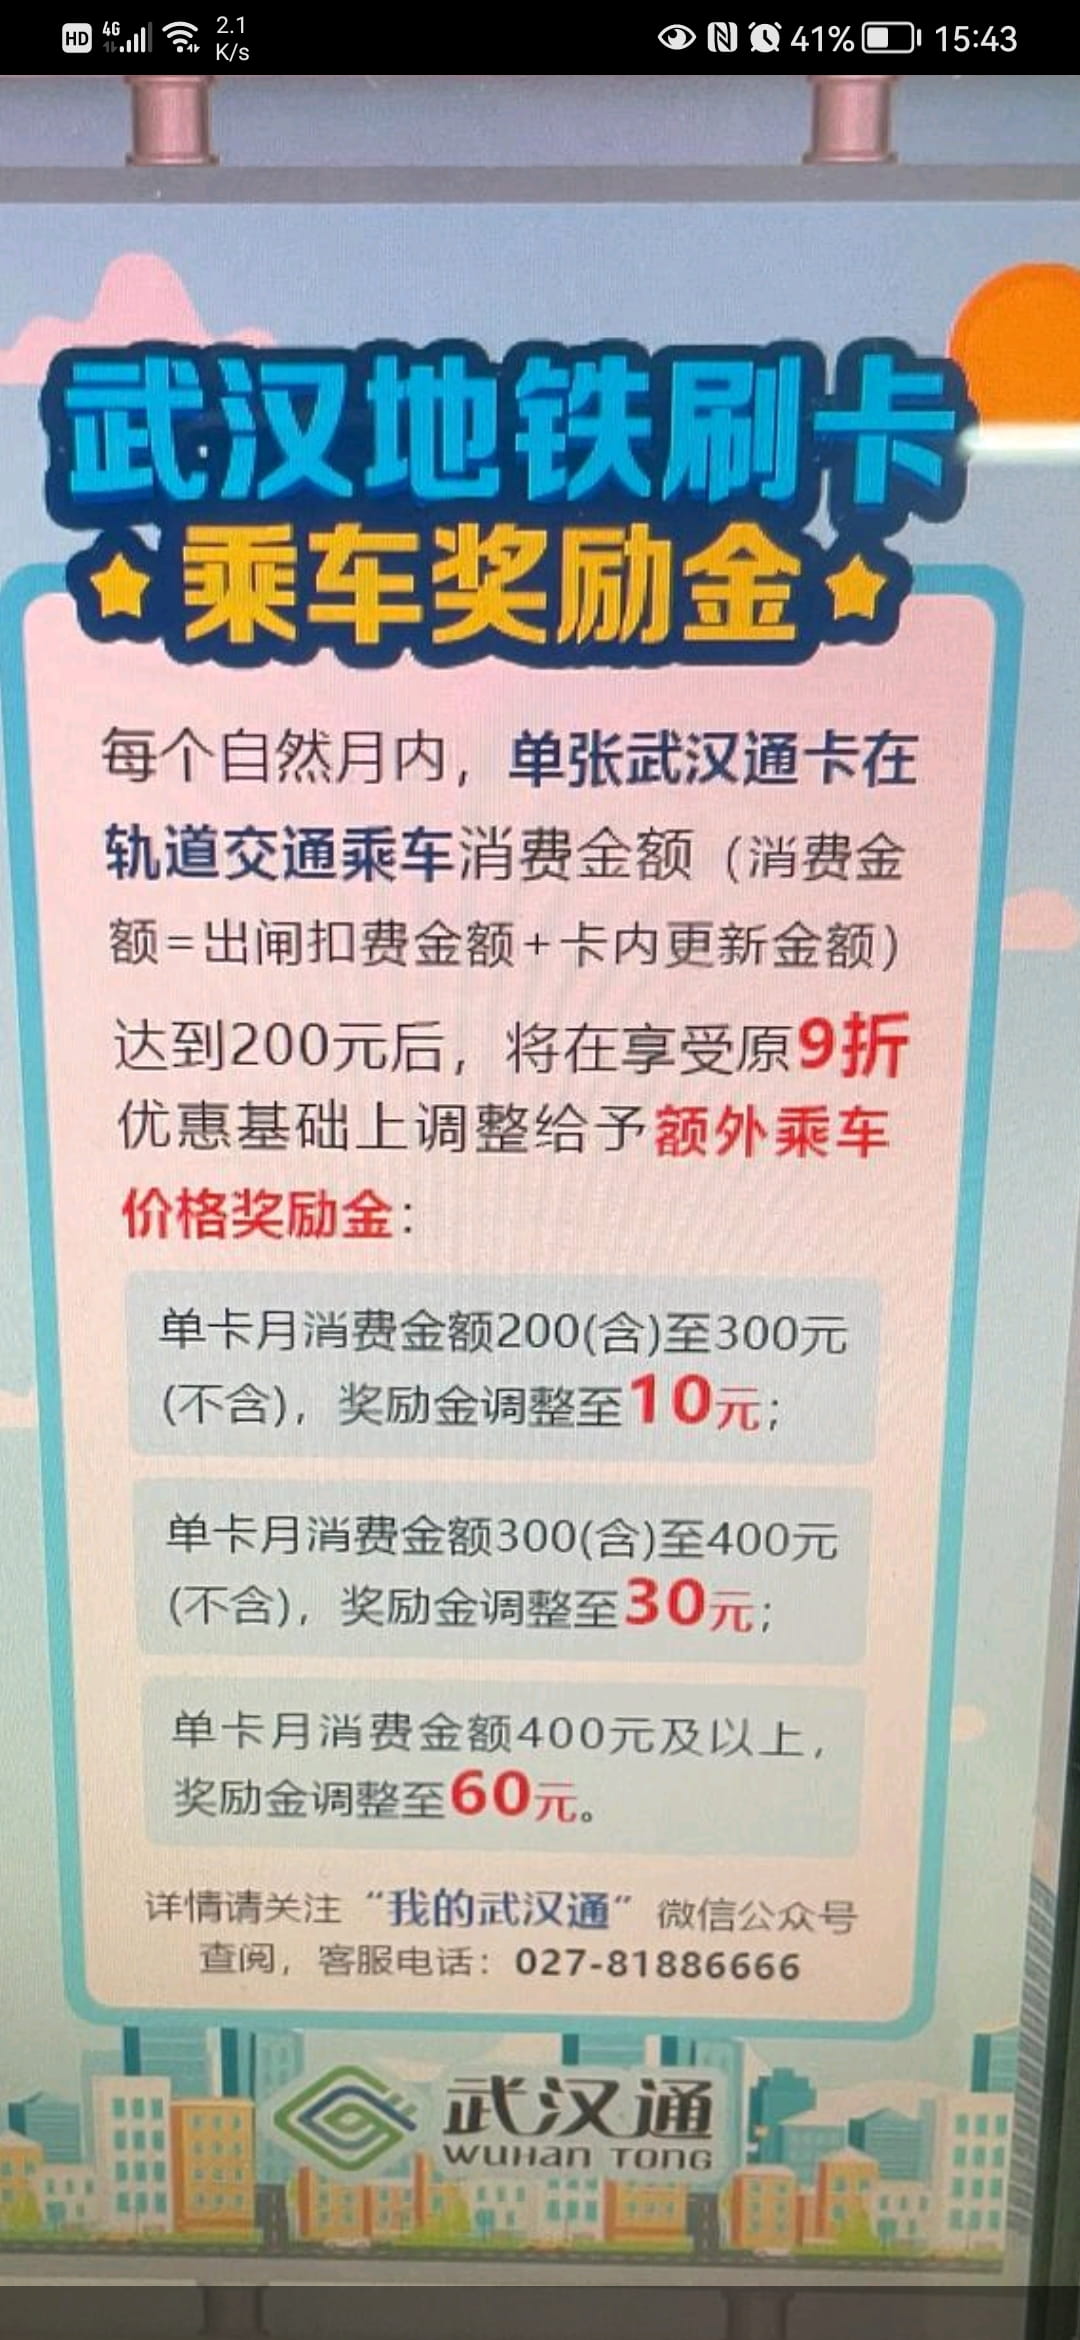 HD 4G 2.1 K/s 41% 15:43
武汉地铁刷卡
乘车奖励金
每个自然月内，单张武汉通卡在
轨道交通乘车消费金额（消费金
额=出闸扣费金额+卡内更新金额）
达到200元后，将在享受原9折
优惠基础上调整给予额外乘车
价格奖励金：
单卡月消费金额200(含)至300元
(不含)，奖励金调整至10元；
单卡月消费金额300(含)至400元
(不含)，奖励金调整至30元；
单卡月消费金额400元及以上，
奖励金调整至60元。
详情请关注“我的武汉通”微信公众号
查阅，客服电话：027-81886666
武汉通
WUHAN TONG